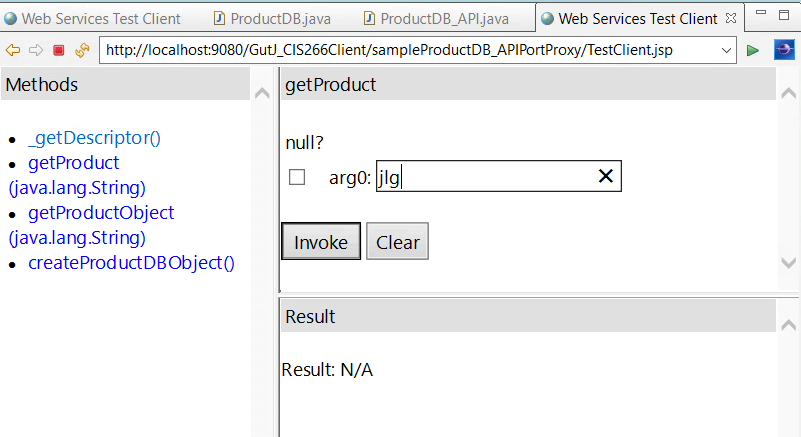 Web Services Test Client
ProductDB.java
ProductDB_API.java
Web Services Test Client
http://localhost:9080/GutJ_CIS266Client/sampleProductDB_APIPortProxy/TestClient.jsp
Methods
_getDescriptor()
getProduct
(java.lang.String)
getProductObject
(java.lang.String)
createProductDBObject()
getProduct
null?
arg0: jlg
Invoke Clear
Result
Result: N/A